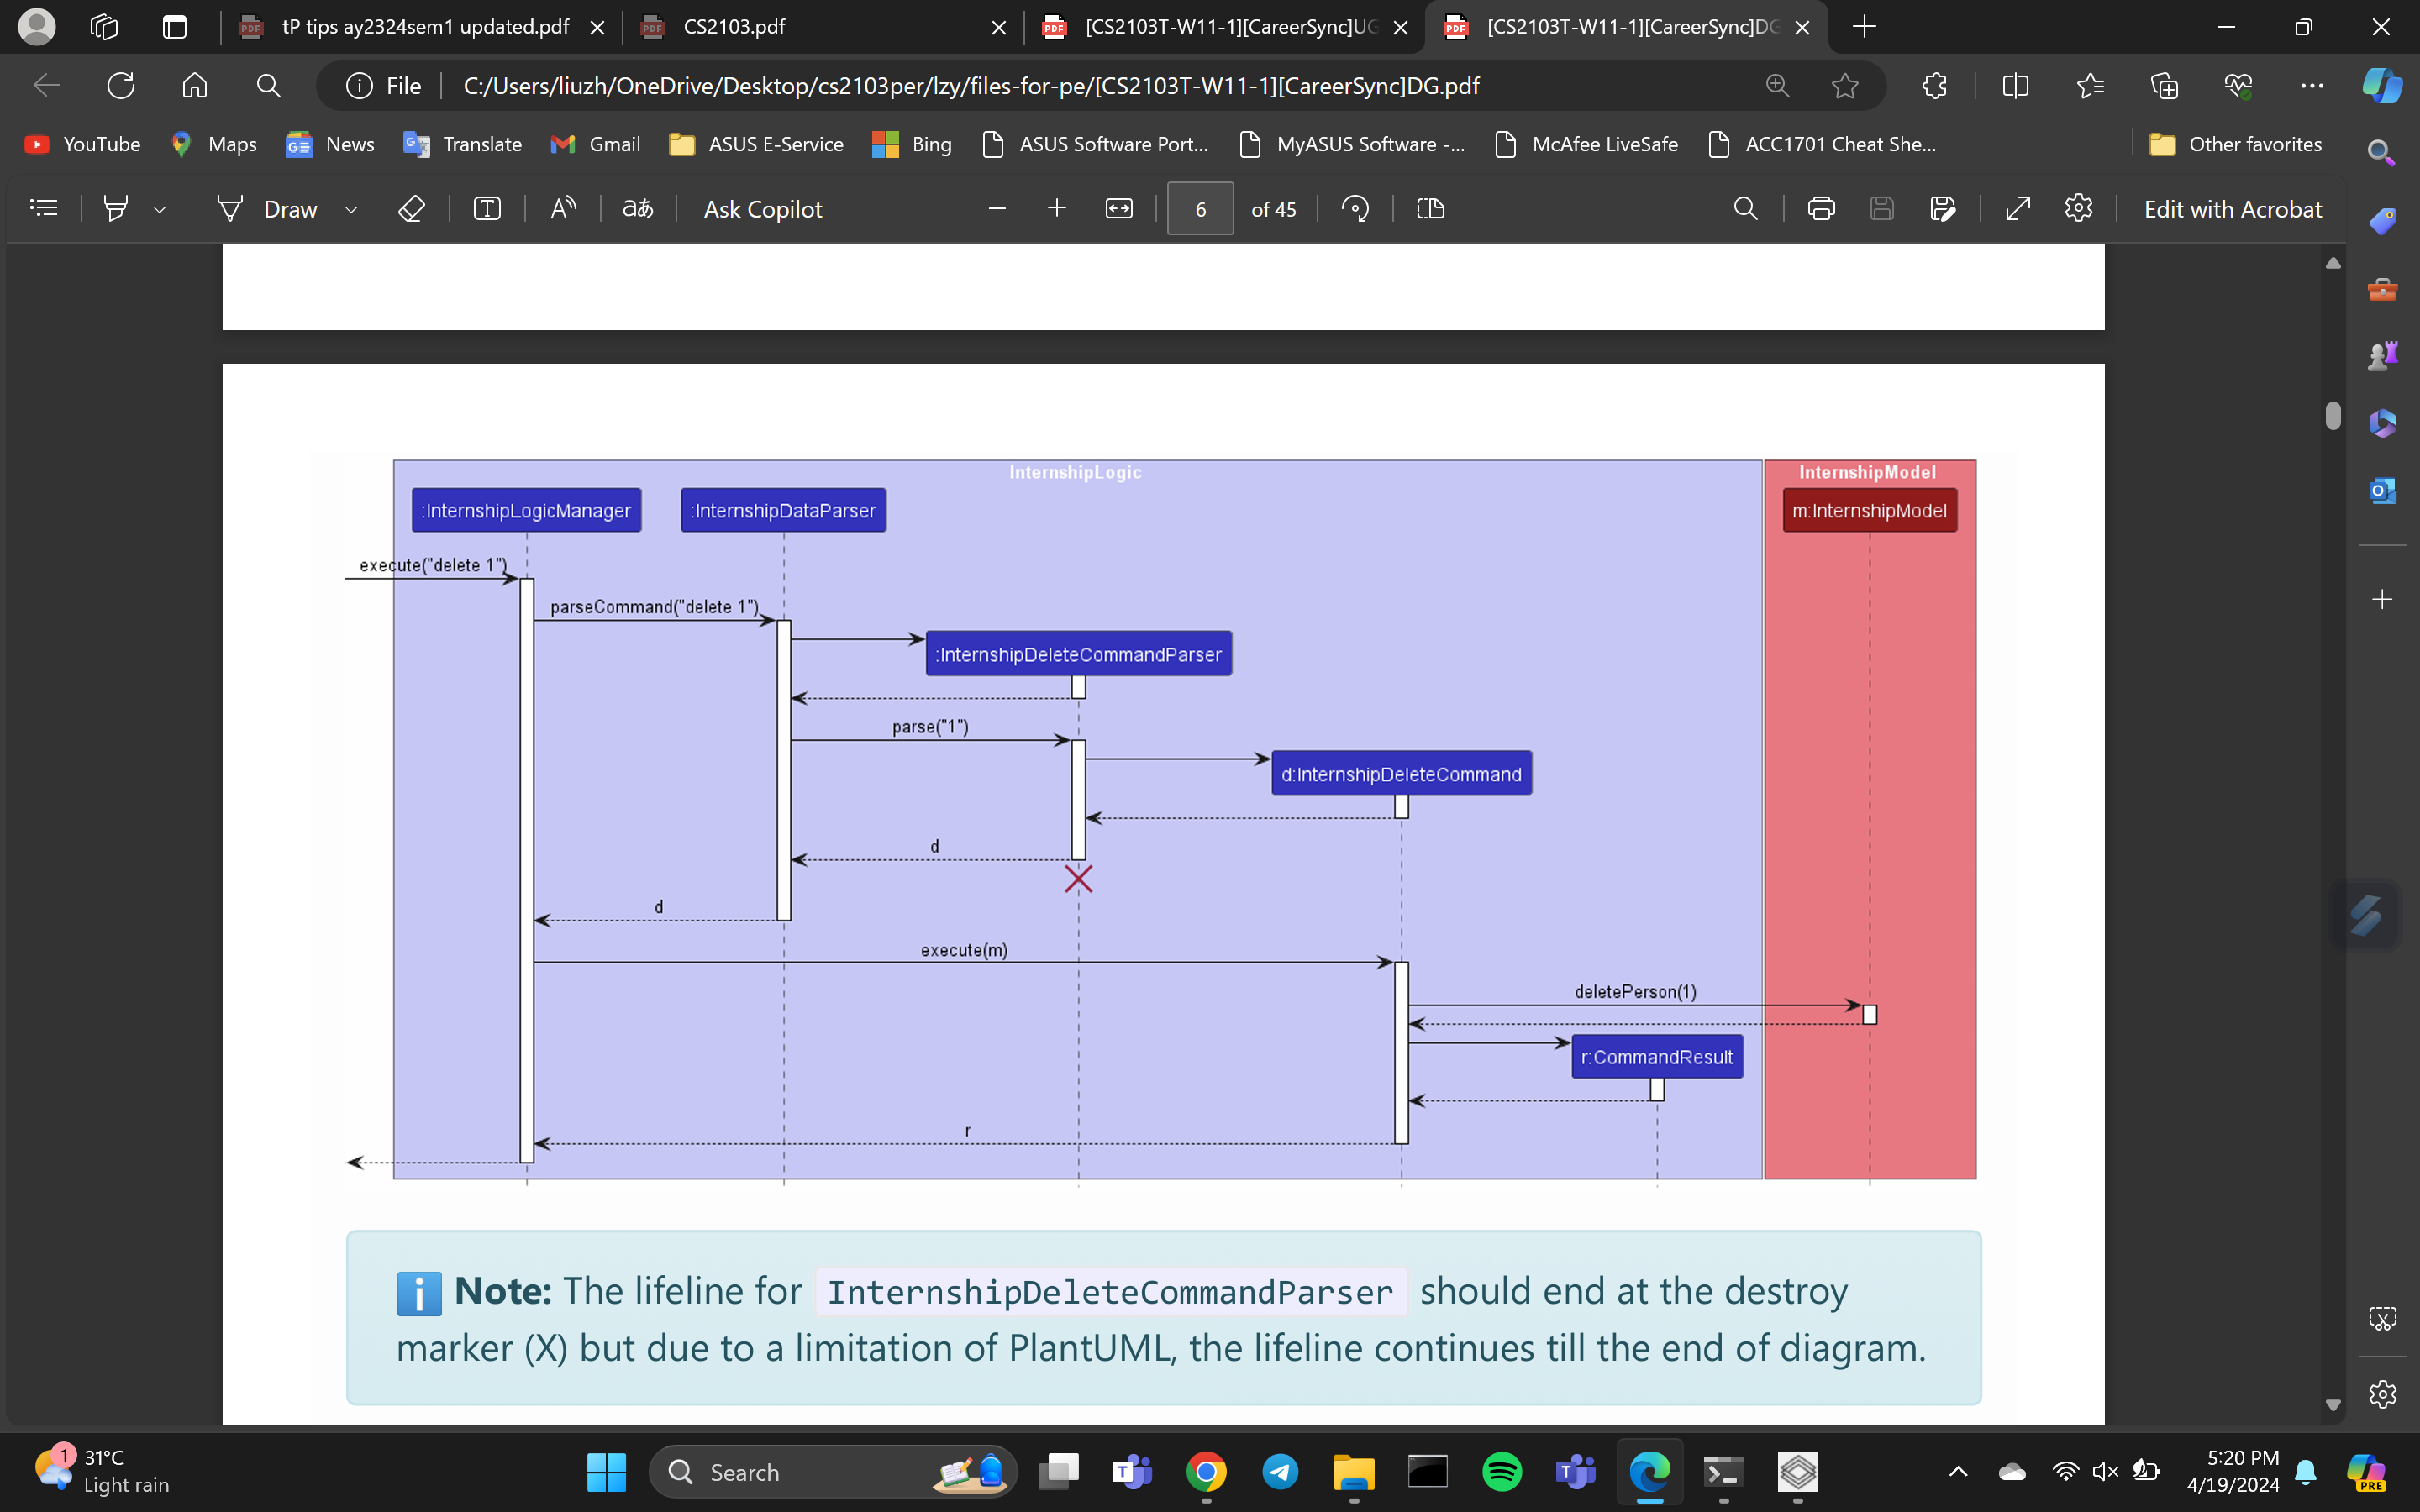 tP tips ay2324sem1 updated.pdf
CS2103.pdf
[CS2103T-W11-1][CareerSync]UG
[CS2103T-W11-1][CareerSync]DG
File
C:/Users/liuzh/OneDrive/Desktop/cs2103per/lzy/files-for-pe/[CS2103T-W11-1][CareerSync]DG.pdf
YouTube
Maps
News
Translate
Gmail
ASUS E-Service
Bing
ASUS Software Port...
MyASUS Software -...
McAfee LiveSafe
ACC1701 Cheat She...
Other favorites
Draw
Ask Copilot
6
of 45
Edit with Acrobat
InternshipLogic
InternshipModel
:InternshipLogicManager
:InternshipDataParser
m:InternshipModel
execute("delete 1")
parseCommand("delete 1")
:InternshipDeleteCommandParser
parse("1")
d:InternshipDeleteCommand
d
d
execute(m)
deletePerson(1)
r:CommandResult
r
Note: The lifeline for InternshipDeleteCommandParser should end at the destroy
marker (X) but due to a limitation of PlantUML, the lifeline continues till the end of diagram.
1
31°C
Light rain
Search
5:20 PM
4/19/2024
PRE